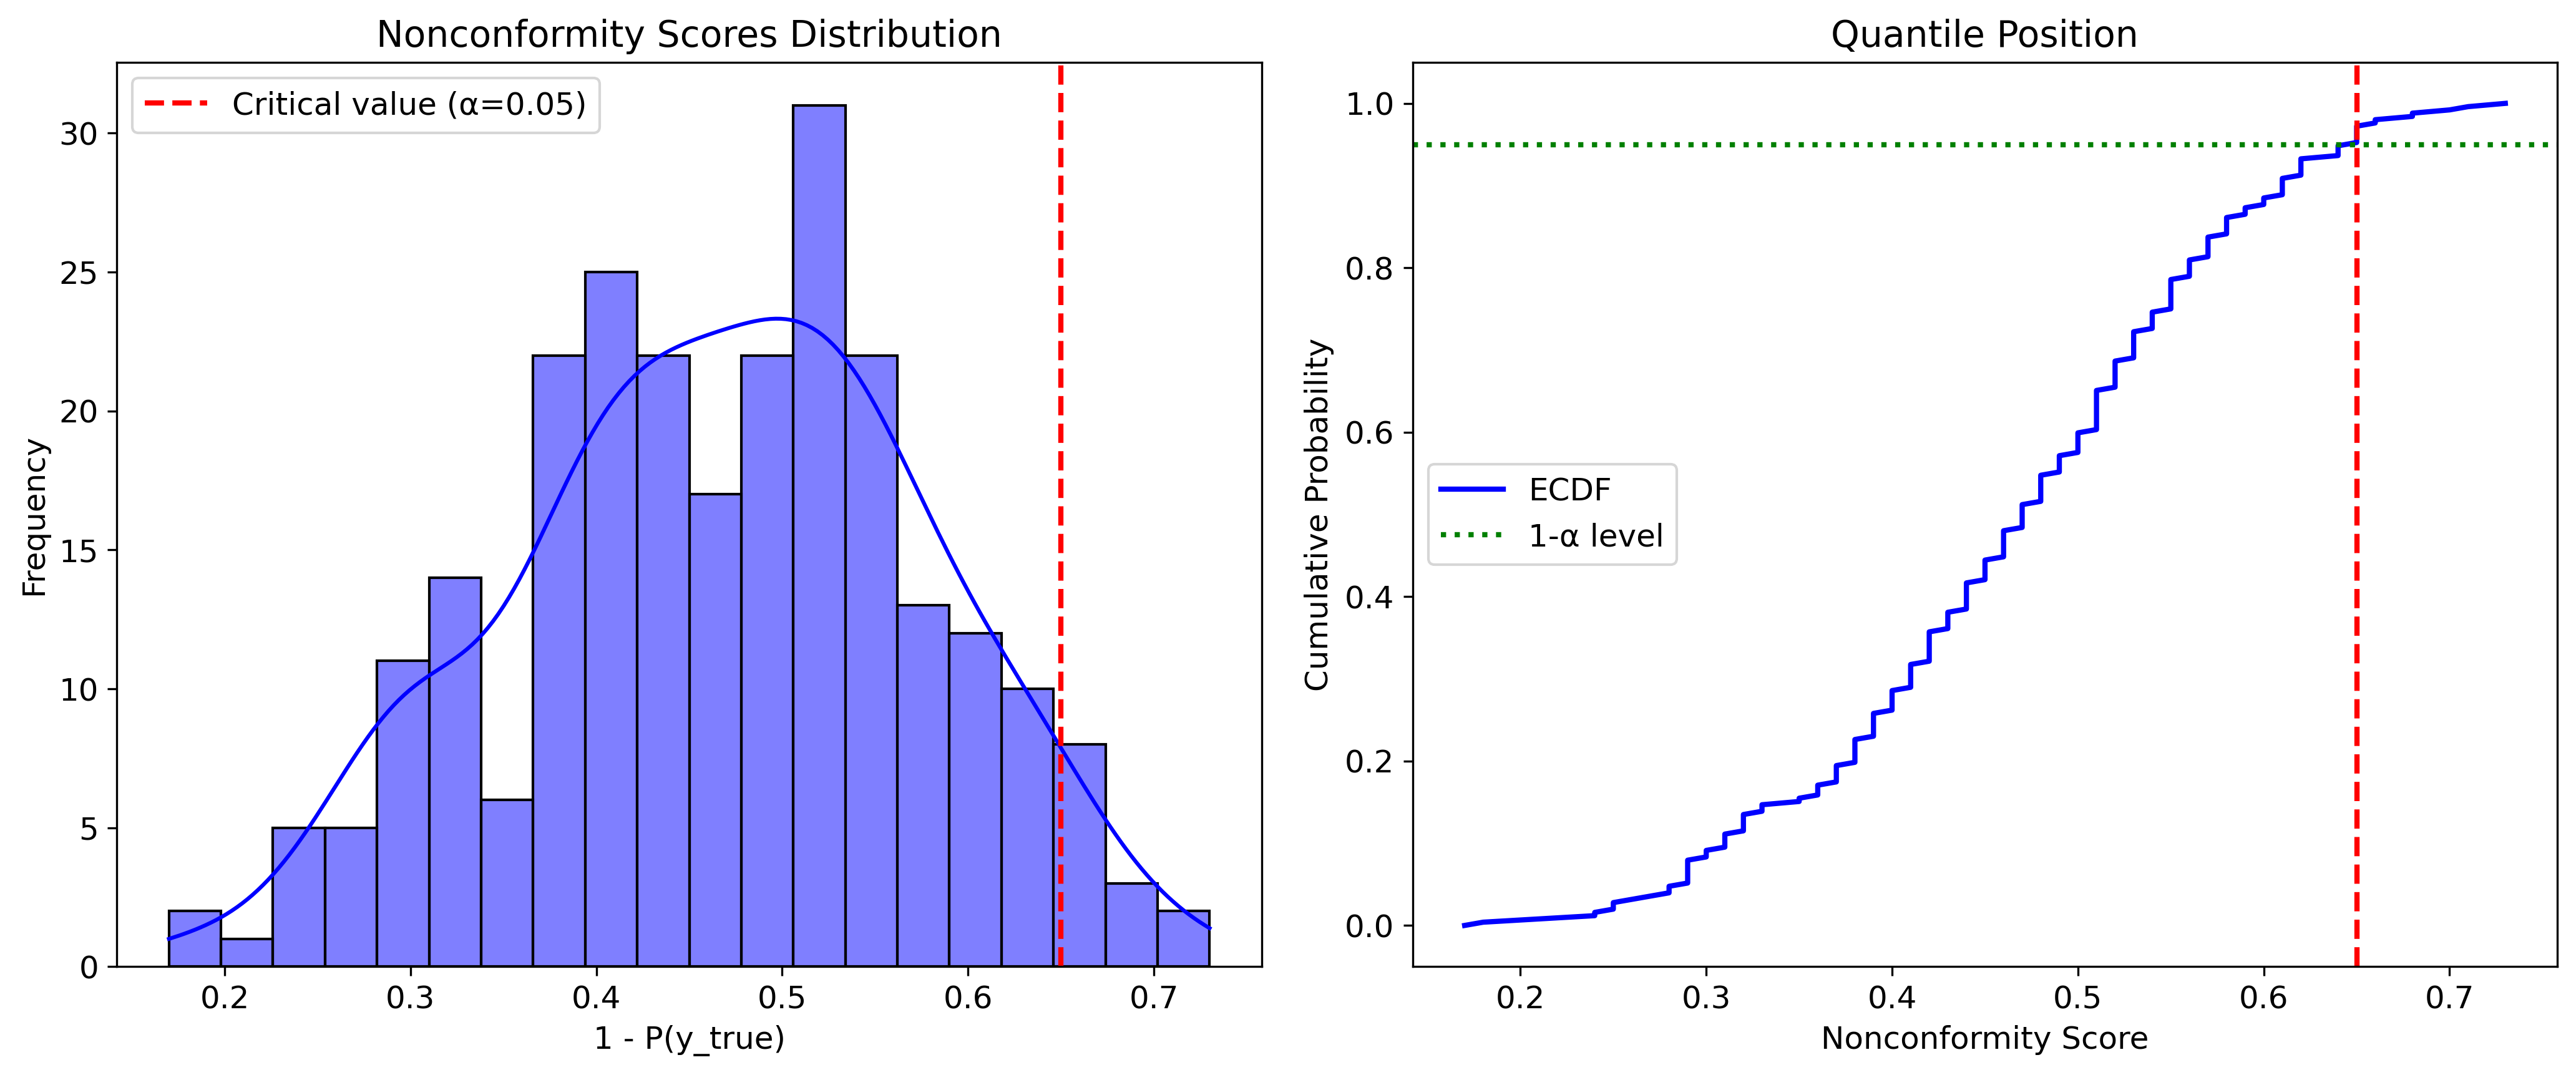 Nonconformity Scores Distribution
Critical value (α=0.05)
Frequency
0
5
10
15
20
25
30
0.2
0.3
0.4
0.5
0.6
0.7
1 - P(y_true)
Quantile Position
ECDF
1-α level
Cumulative Probability
0.0
0.2
0.4
0.6
0.8
1.0
0.2
0.3
0.4
0.5
0.6
0.7
Nonconformity Score